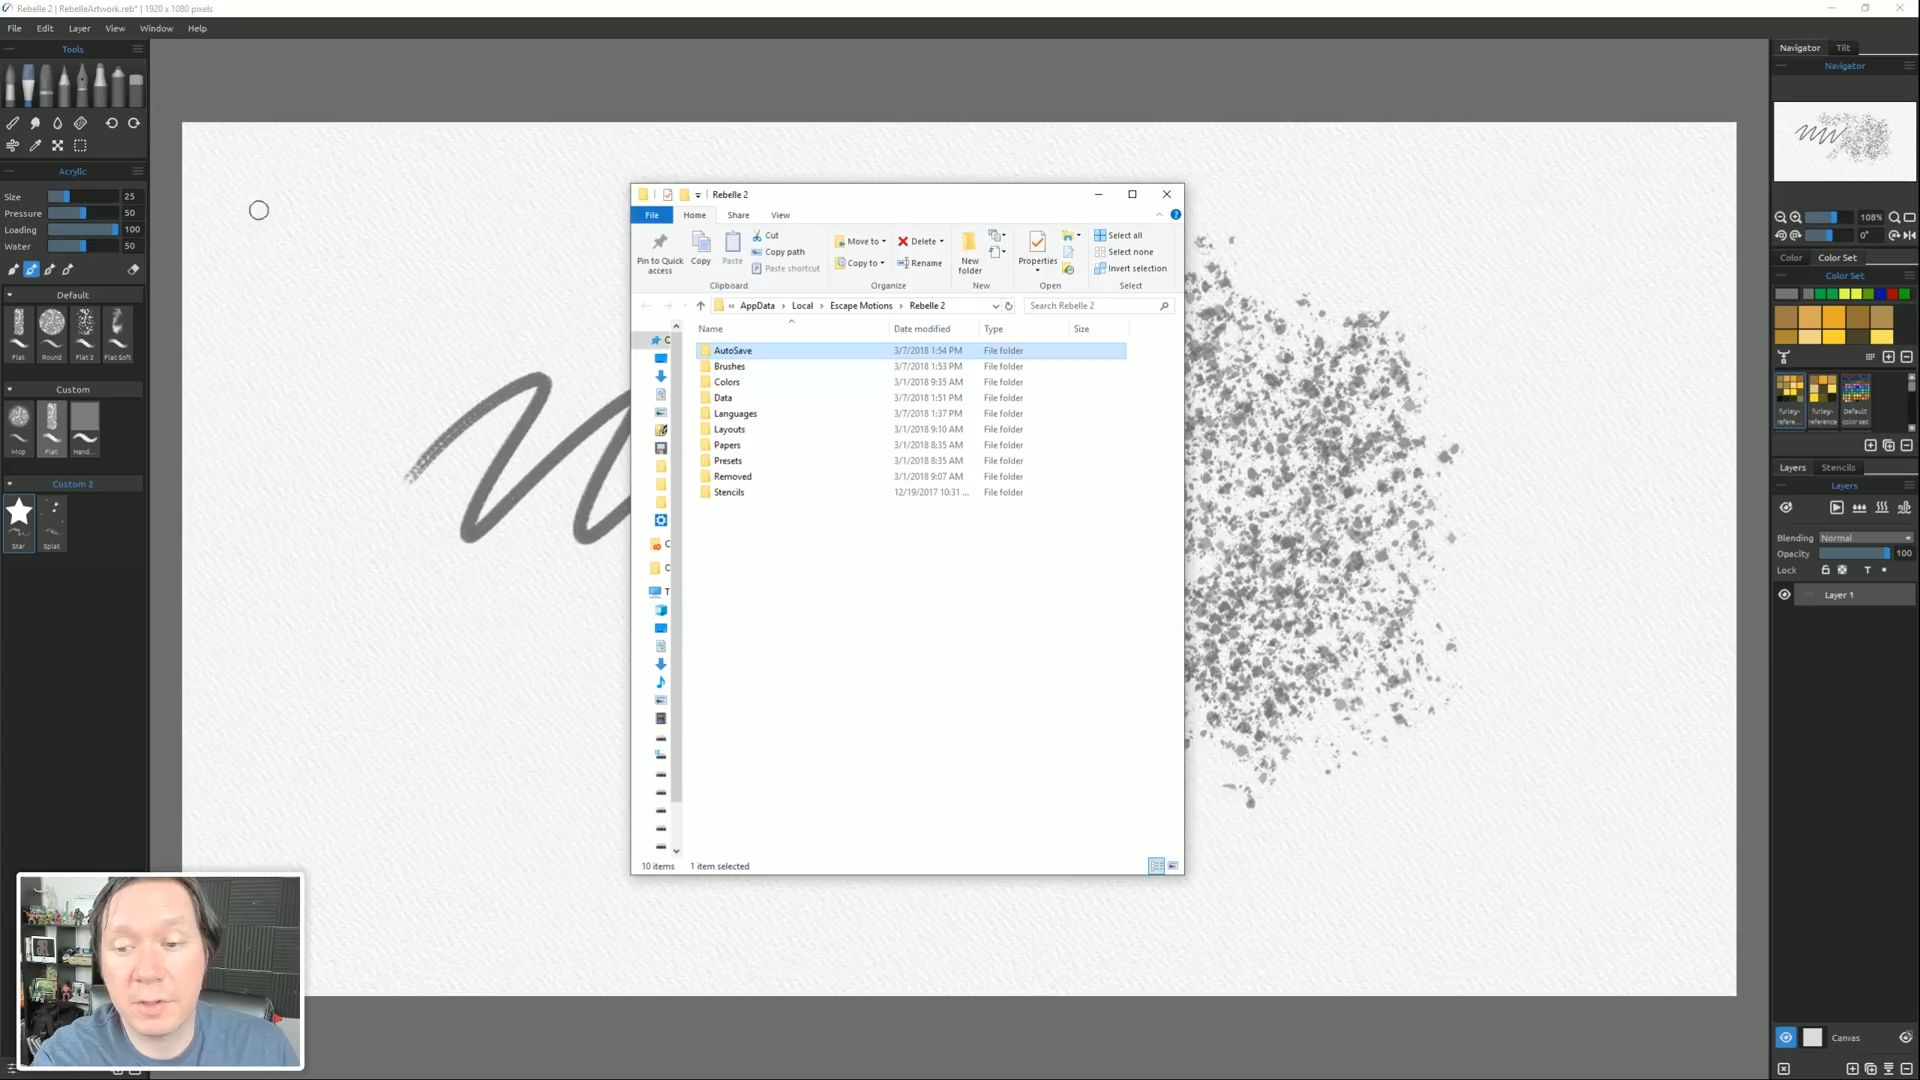 Rebelle 2 | RebelleArtwork.reb* | 1920 x 1080 pixels
File Edit Layer View Window Help
Tools
Acrylic
Size 25
Pressure 50
Loading 100
Water 50
Default
Flat Round Flat 2 Flat Soft
Custom
Mop Flat Hand...
Custom 2
Star Splat
Rebelle 2
File Home Share View
Pin to Quick access
Copy
Paste
Cut
Copy path
Paste shortcut
Clipboard
Move to
Copy to
Delete
Rename
Organize
New folder
New
Properties
Open
Select all
Select none
Invert selection
Select
« AppData › Local › Escape Motions › Rebelle 2
Search Rebelle 2
Name Date modified Type Size
AutoSave 3/7/2018 1:54 PM File folder
Brushes 3/7/2018 1:53 PM File folder
Colors 3/1/2018 9:35 AM File folder
Data 3/7/2018 1:51 PM File folder
Languages 3/7/2018 1:37 PM File folder
Layouts 3/1/2018 9:10 AM File folder
Papers 3/1/2018 8:35 AM File folder
Presets 3/1/2018 8:35 AM File folder
Removed 3/1/2018 9:07 AM File folder
Stencils 12/19/2017 10:31 ... File folder
10 items 1 item selected
Navigator Tilt
Navigator
108%
0°
Color Color Set
Color Set
furley-refere... furley-reference Default color set
Layers Stencils
Layers
Blending Normal
Opacity 100
Lock T
Layer 1
Canvas